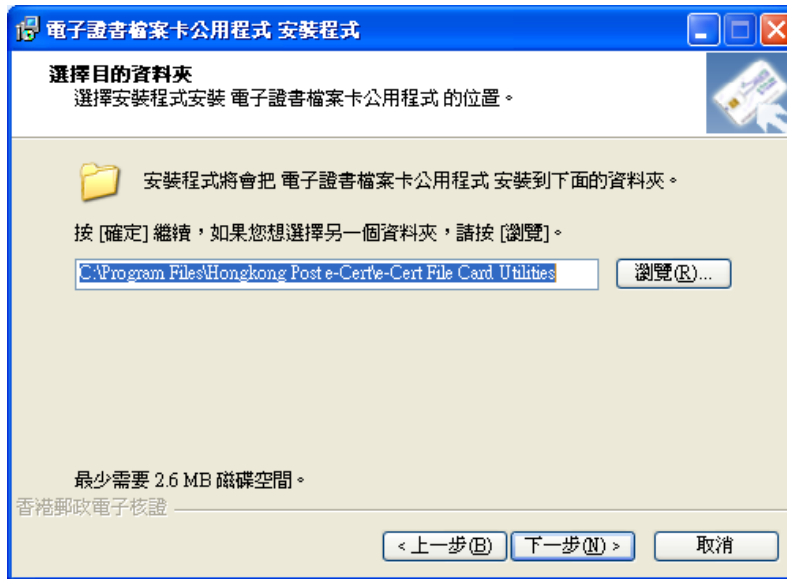 電子證書檔案卡公用程式 安裝程式
選擇目的資料夾
選擇安裝程式安裝 電子證書檔案卡公用程式 的位置。
安裝程式將會把 電子證書檔案卡公用程式 安裝到下面的資料夾。
按 [確定] 繼續，如果您想選擇另一個資料夾，請按 [瀏覽]。
C:\Program Files\Hongkong Post e-Cert\e-Cert File Card Utilities
瀏覽(R)...
最少需要 2.6 MB 磁碟空間。
香港郵政電子核證
< 上一步(B) 下一步(N) > 取消